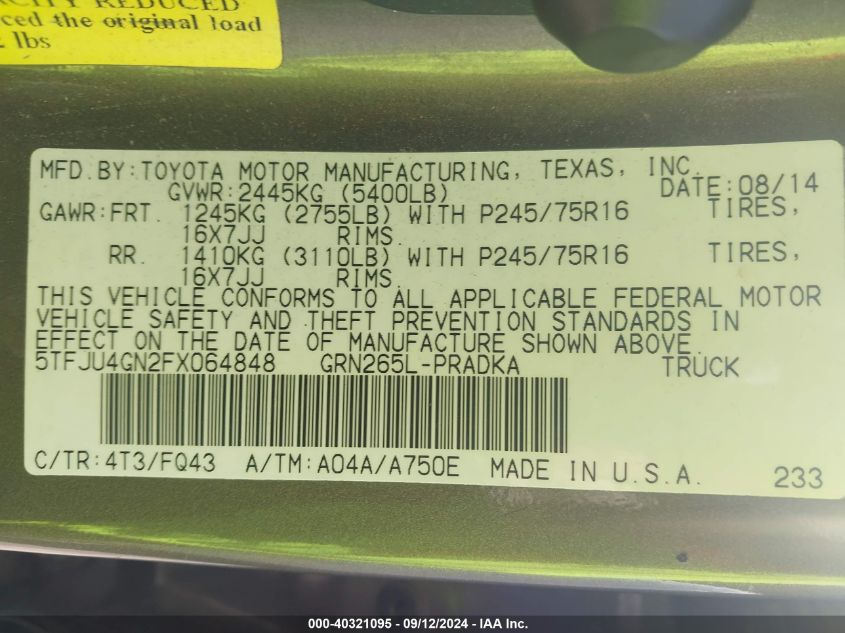 REDUCED
the original load
lbs
MFD.BY:TOYOTA MOTOR MANUFACTURING, TEXAS, INC.
GVWR:2445KG (5400LB) DATE:08/14
GAWR:FRT. 1245KG (2755LB) WITH P245/75R16 TIRES,
16X7JJ RIMS.
RR. 1410KG (3110LB) WITH P245/75R16 TIRES,
16X7JJ RIMS.
THIS VEHICLE CONFORMS TO ALL APPLICABLE FEDERAL MOTOR
VEHICLE SAFETY AND THEFT PREVENTION STANDARDS IN
EFFECT ON THE DATE OF MANUFACTURE SHOWN ABOVE.
5TFJU4GN2FX064848 GRN265L-PRADKA TRUCK
C/TR:4T3/FQ43 A/TM:A04A/A750E MADE IN U.S.A.
233
000-40321095 - 09/12/2024 - IAA Inc.